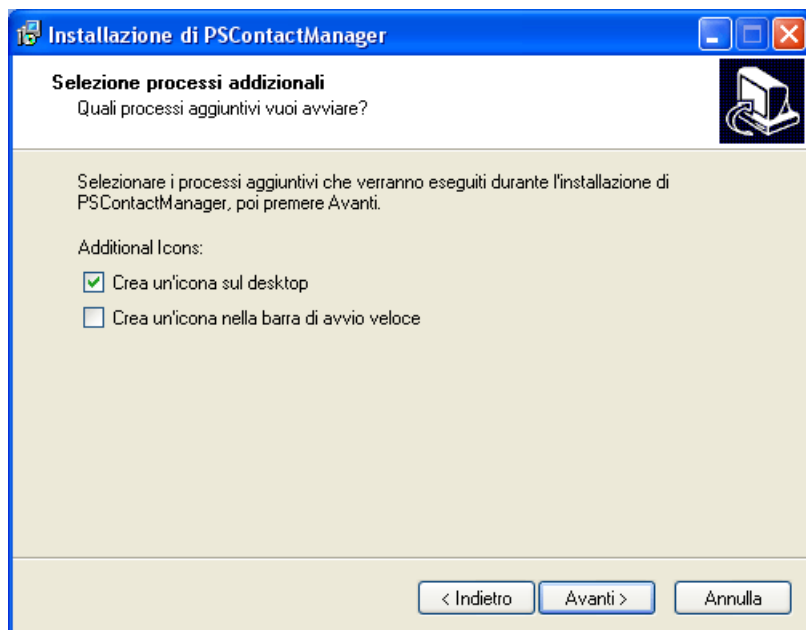 Installazione di PSContactManager
Selezione processi addizionali
Quali processi aggiuntivi vuoi avviare?
Selezionare i processi aggiuntivi che verranno eseguiti durante l'installazione di
PSContactManager, poi premere Avanti.
Additional Icons:
Crea un'icona sul desktop
Crea un'icona nella barra di avvio veloce
< Indietro
Avanti >
Annulla